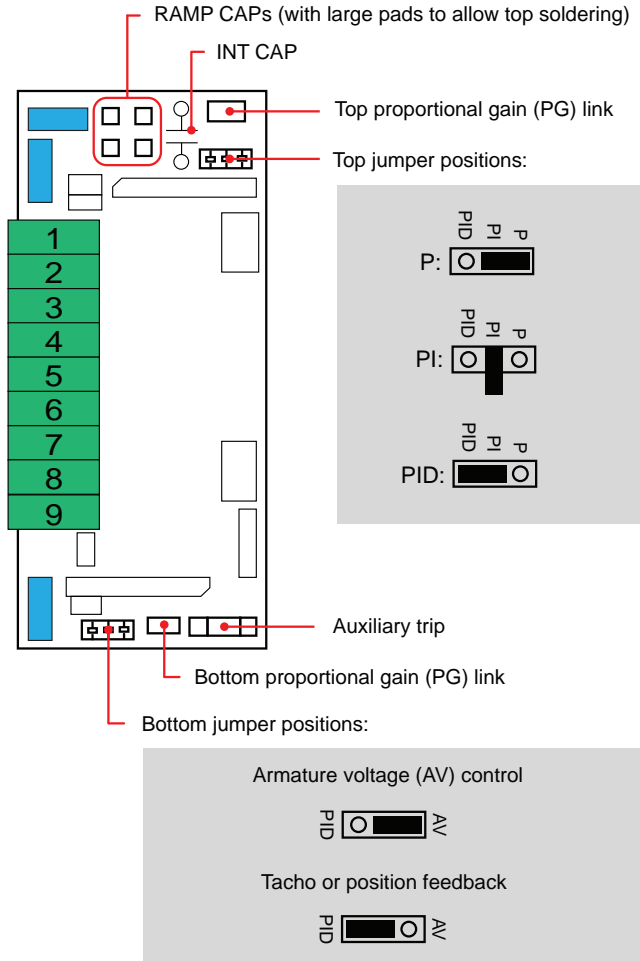 RAMP CAPs (with large pads to allow top soldering)
INT CAP
Top proportional gain (PG) link
Top jumper positions:
PID PI P
P:
PID PI P
PI:
PID PI P
PID:
1
2
3
4
5
6
7
8
9
Auxiliary trip
Bottom proportional gain (PG) link
Bottom jumper positions:
Armature voltage (AV) control
PID AV
Tacho or position feedback
PID AV